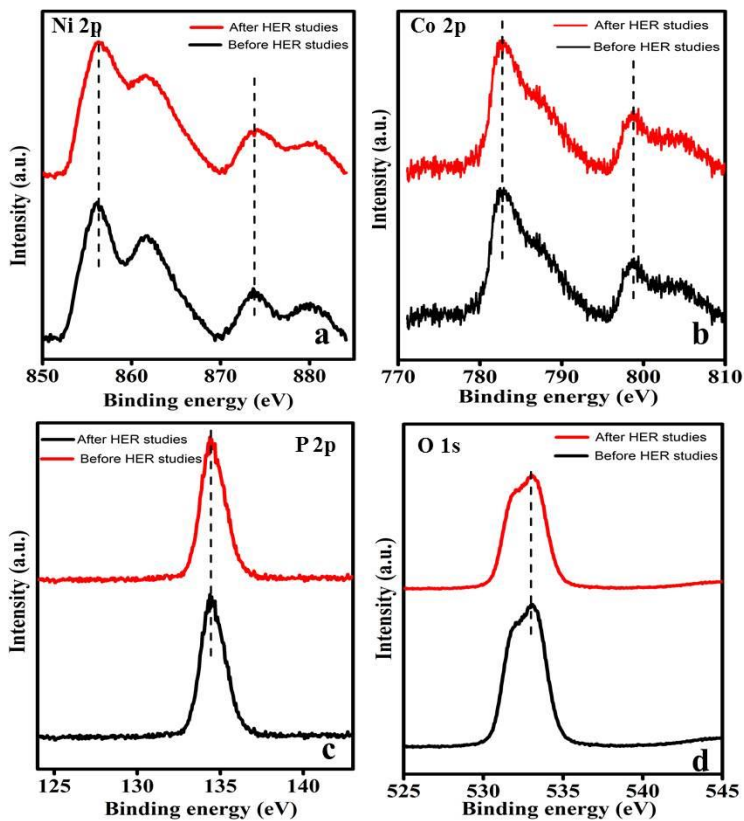 Ni 2p
After HER studies
Before HER studies
Intensity (a.u.)
a
850 860 870 880
Binding energy (eV)
Co 2p
After HER studies
Before HER studies
Intensity (a.u.)
b
770 780 790 800 810
Binding energy (eV)
After HER studies
Before HER studies
P 2p
Intensity (a.u.)
c
125 130 135 140
Binding energy (eV)
O 1s
After HER studies
Before HER studies
Intensity (a.u.)
d
525 530 535 540 545
Binding energy (eV)